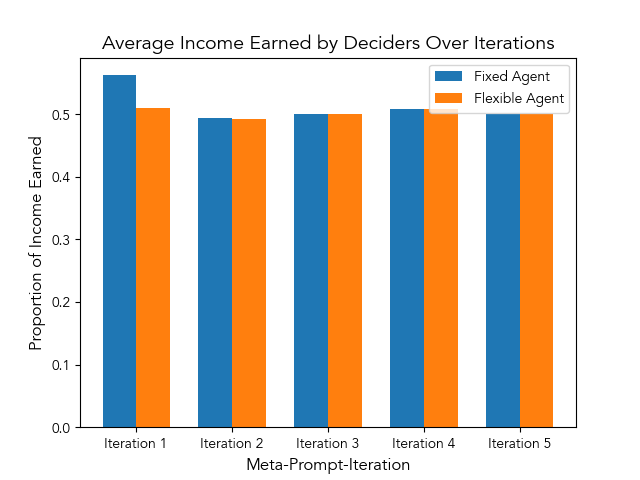 Average Income Earned by Deciders Over Iterations
Fixed Agent
Flexible Agent
Proportion of Income Earned
0.5
0.4
0.3
0.2
0.1
0.0
Iteration 1 Iteration 2 Iteration 3 Iteration 4 Iteration 5
Meta-Prompt-Iteration